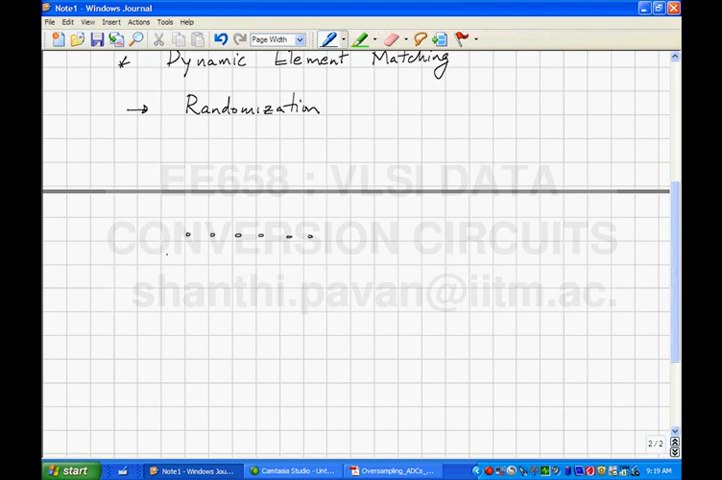 Note1 - Windows Journal
File Edit View Insert Actions Tools Help
Page Width
* Dynamic Element Matching
→ Randomization
EE658 : VLSI DATA
CONVERSION CIRCUITS
shanthi.pavan@iitm.ac.
2/2
start Note1 - Windows Jou... Camtasia Studio - Unt... Oversampling_ADCs_... 9:19 AM